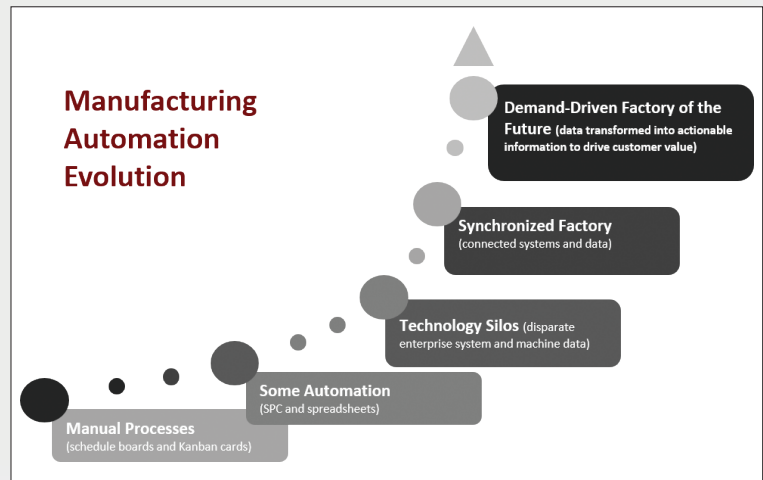 Manufacturing
Automation
Evolution
Demand-Driven Factory of the
Future (data transformed into actionable
information to drive customer value)
Synchronized Factory
(connected systems and data)
Technology Silos (disparate
enterprise system and machine data)
Some Automation
(SPC and spreadsheets)
Manual Processes
(schedule boards and Kanban cards)